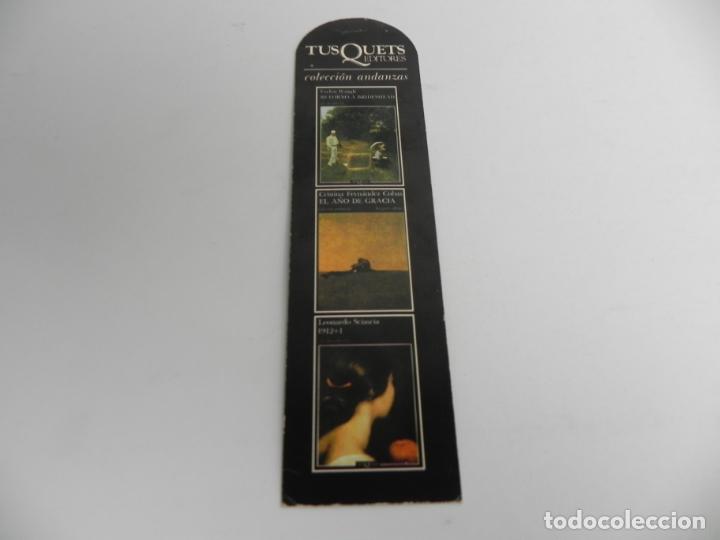 TUSQUETS
EDITORES
colección andanzas
Evelyn Waugh
RETORNO A BRIDESHEAD
Cristina Fernández Cubas
EL AÑO DE GRACIA
Leonardo Sciascia
1912+1
todocoleccion.net